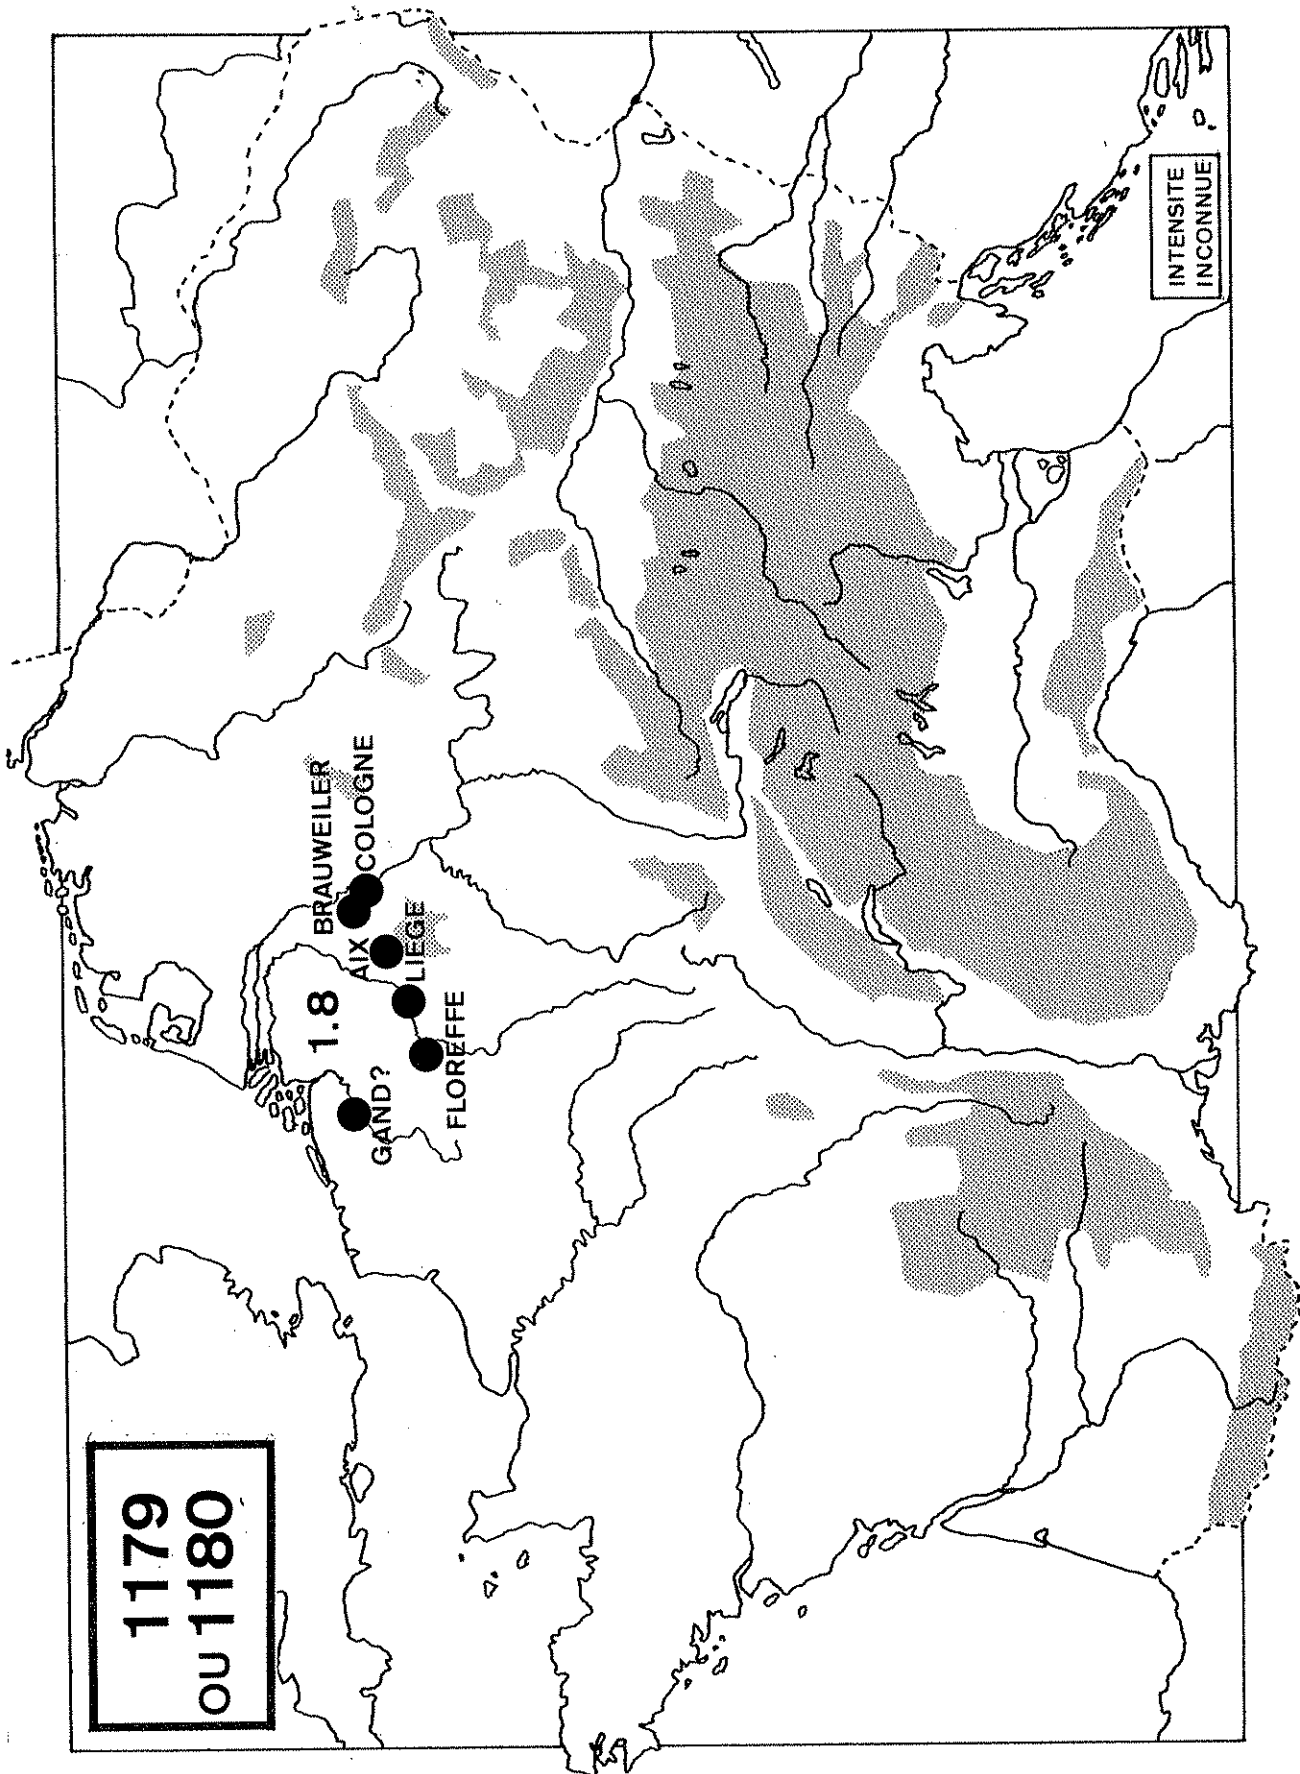 1179
OU 1180
BRAUWEILER
COLOGNE
AIX
LIEGE
1.8
FLOREFFE
GAND?
INTENSITE
INCONNUE